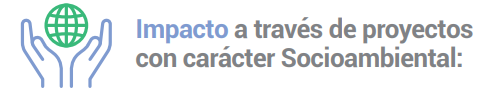 Impacto a través de proyectos
con carácter Socioambiental: